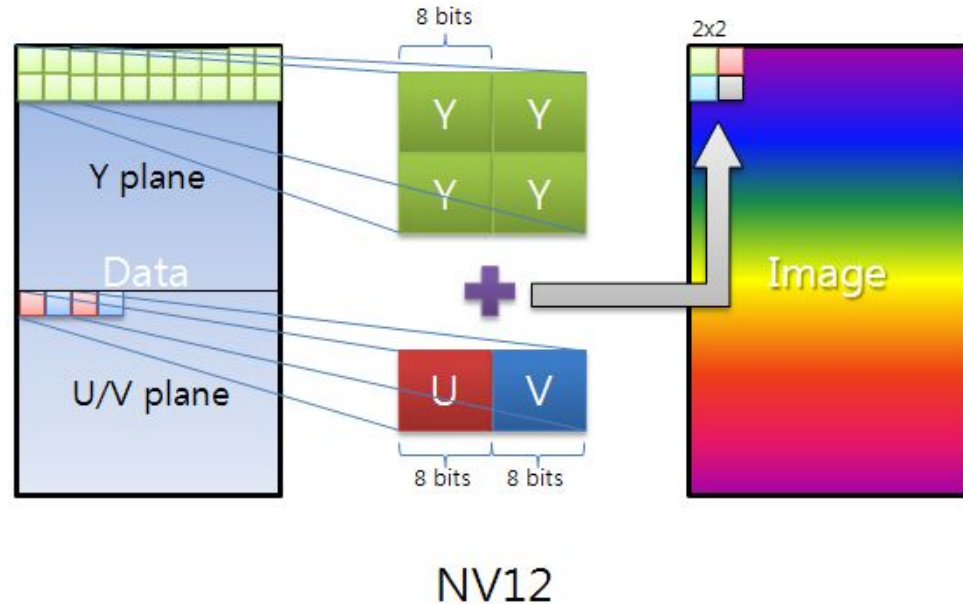 8 bits
2x2
Y Y
Y plane
Y Y
Data
Image
U/V plane
U V
8 bits 8 bits
NV12